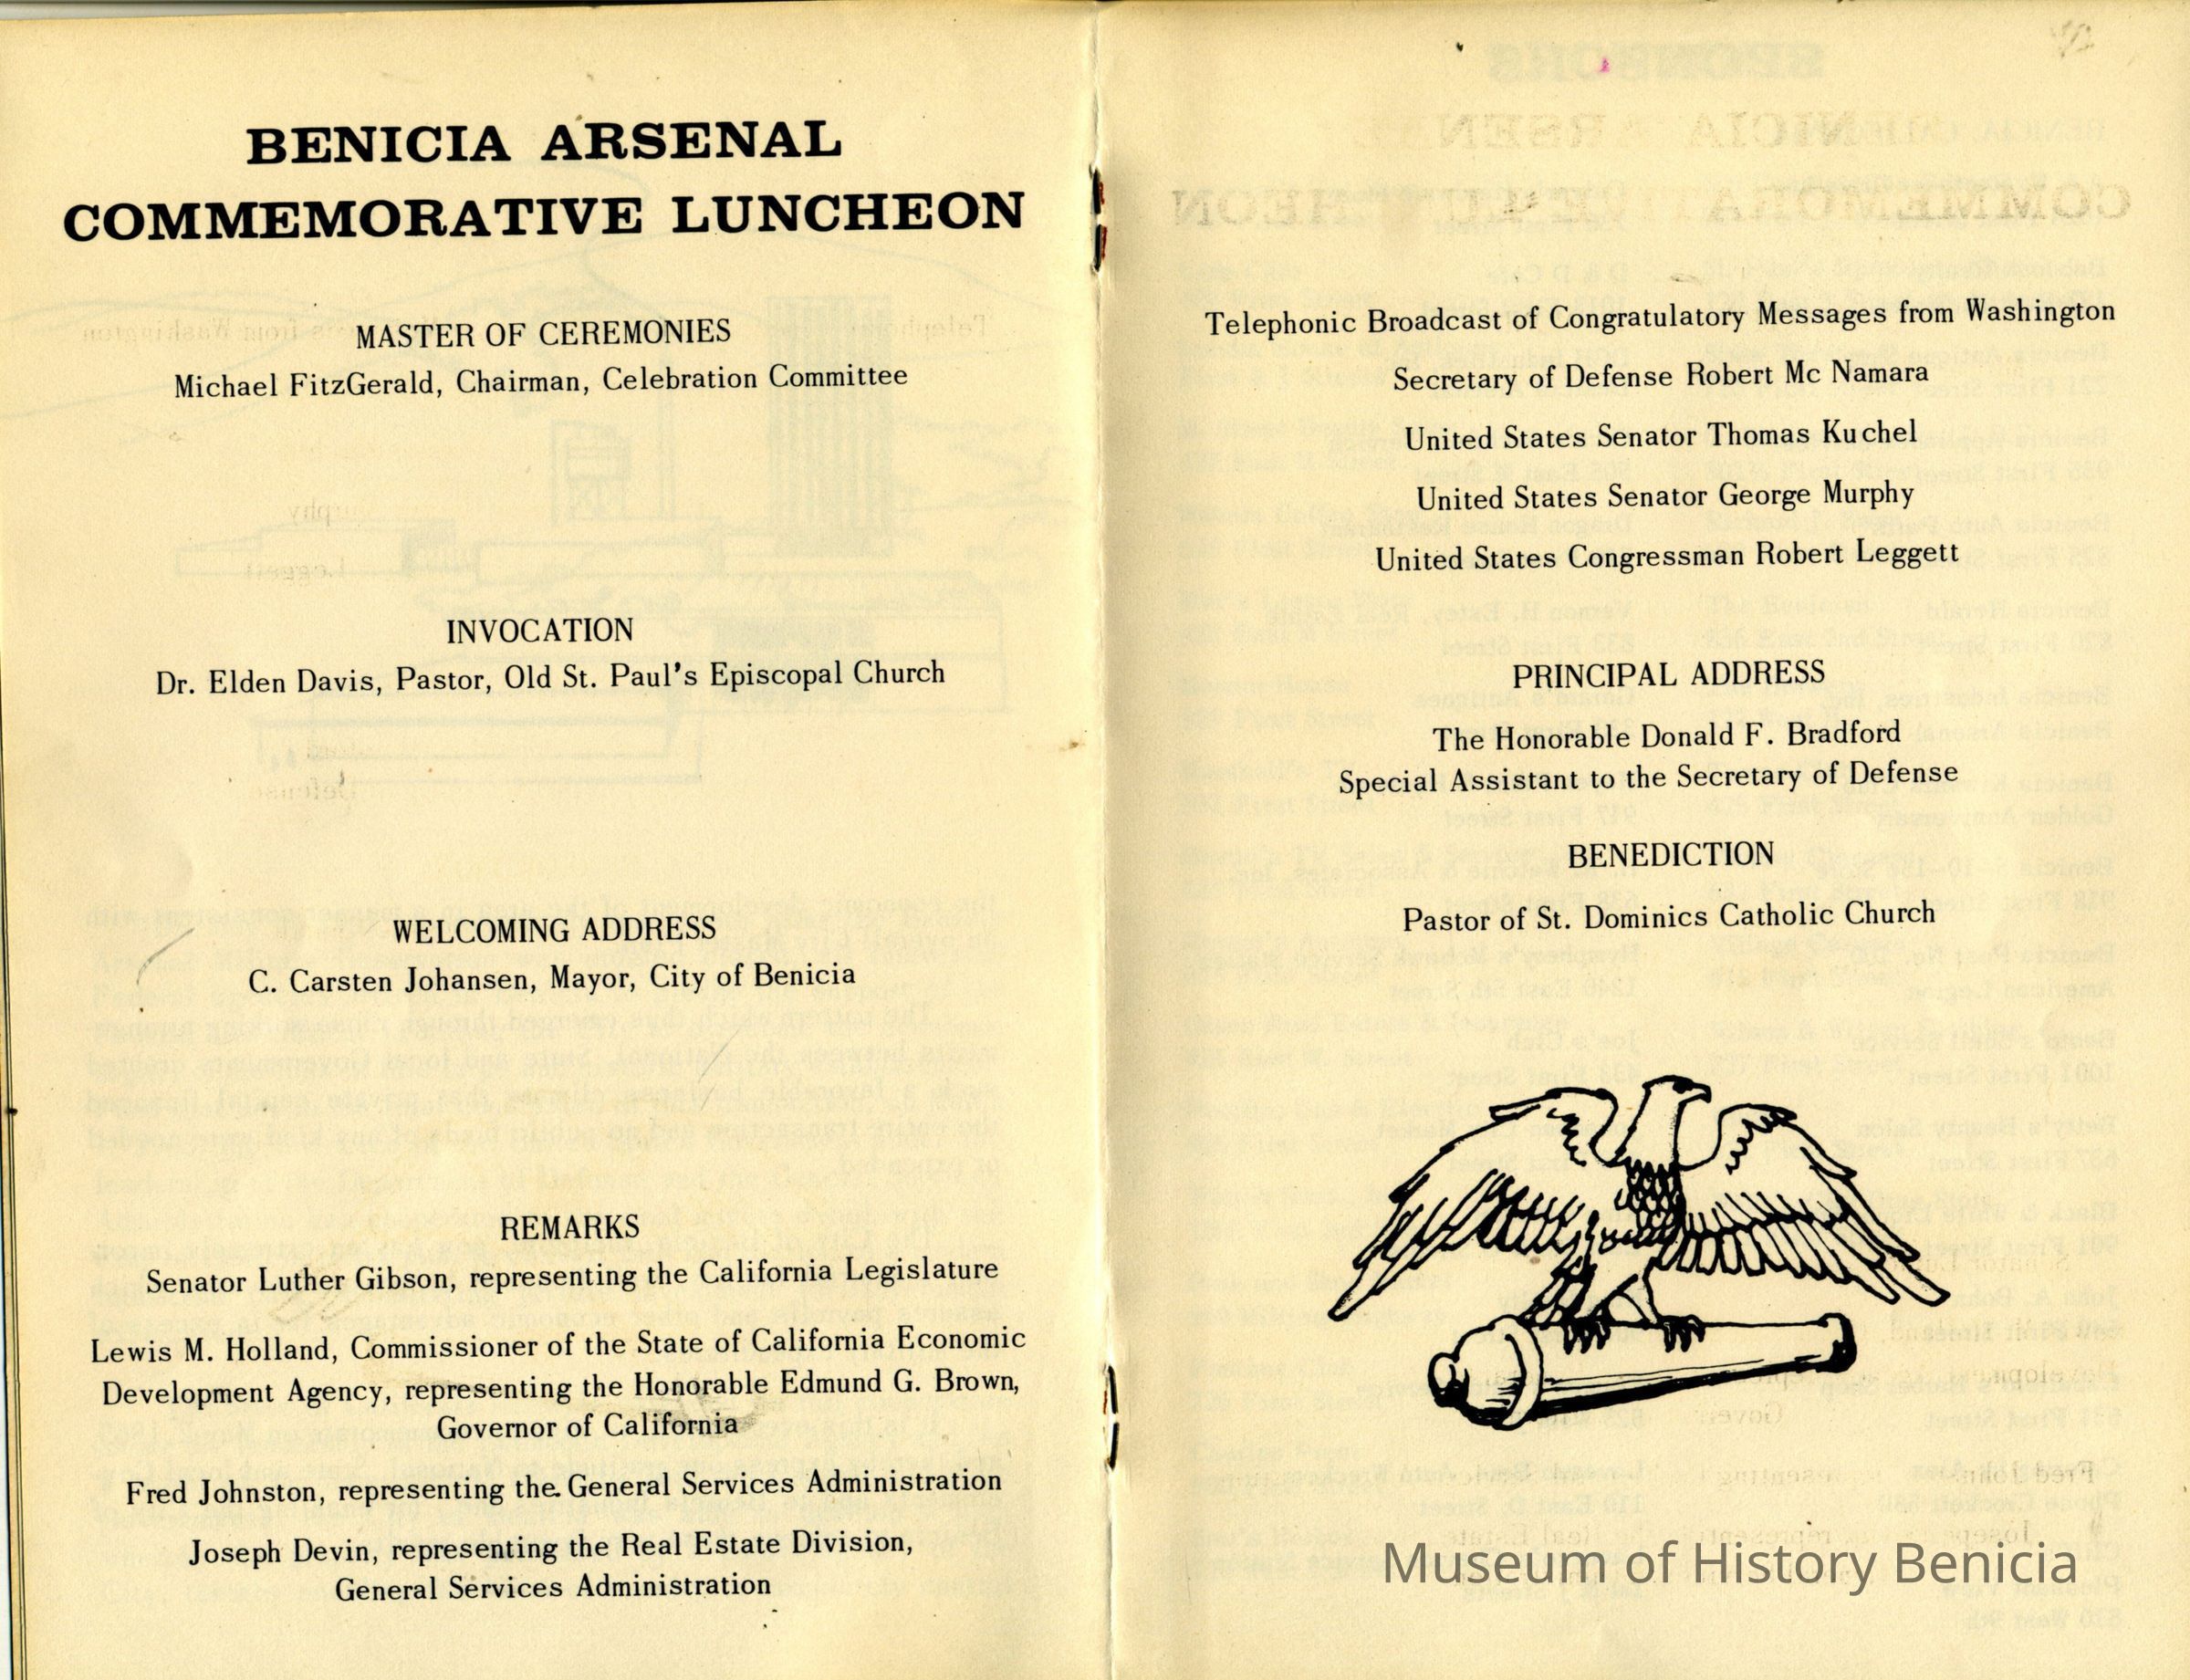 BENICIA ARSENAL
COMMEMORATIVE LUNCHEON
MASTER OF CEREMONIES
Michael FitzGerald, Chairman, Celebration Committee
INVOCATION
Dr. Elden Davis, Pastor, Old St. Paul's Episcopal Church
WELCOMING ADDRESS
C. Carsten Johansen, Mayor, City of Benicia
REMARKS
Senator Luther Gibson, representing the California Legislature
Lewis M. Holland, Commissioner of the State of California Economic
Development Agency, representing the Honorable Edmund G. Brown,
Governor of California
Fred Johnston, representing the General Services Administration
Joseph Devin, representing the Real Estate Division,
General Services Administration
Telephonic Broadcast of Congratulatory Messages from Washington
Secretary of Defense Robert Mc Namara
United States Senator Thomas Kuchel
United States Senator George Murphy
United States Congressman Robert Leggett
PRINCIPAL ADDRESS
The Honorable Donald F. Bradford
Special Assistant to the Secretary of Defense
BENEDICTION
Pastor of St. Dominics Catholic Church
Museum of History Benicia